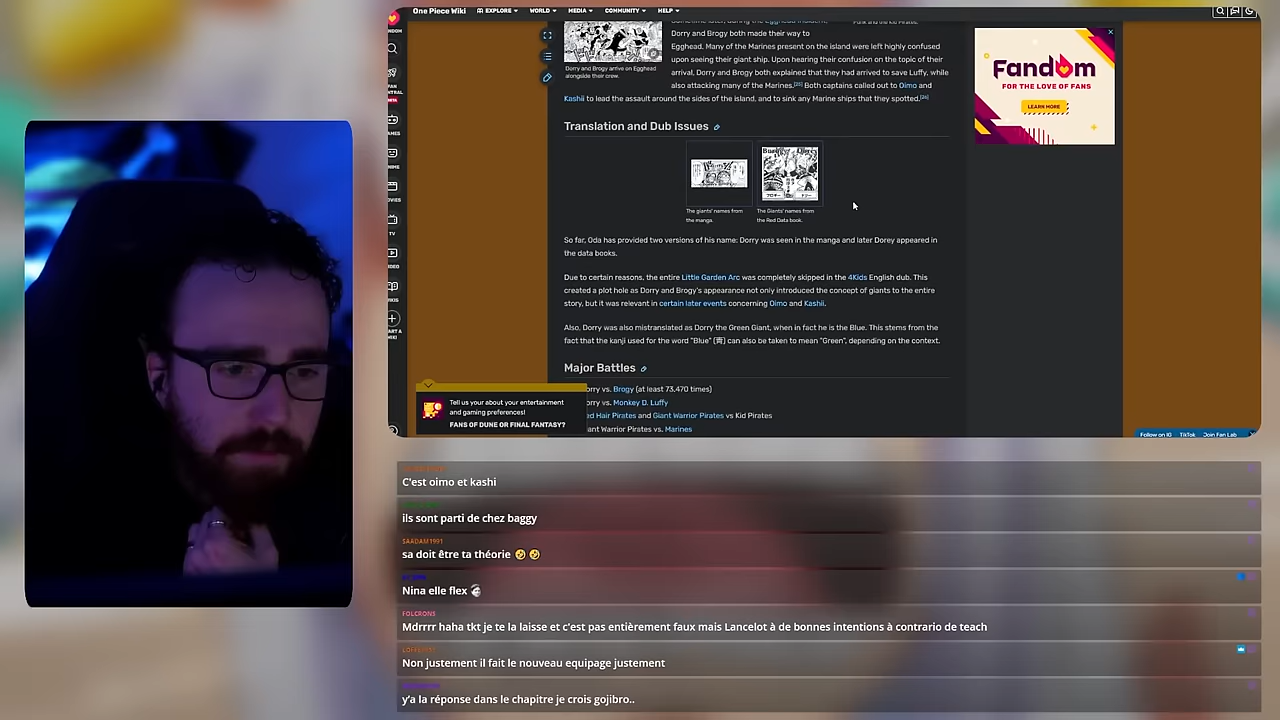 One Piece Wiki
EXPLORE
WORLD
MEDIA
COMMUNITY
HELP
Dorry and Brogy both made their way to
Egghead. Many of the Marines present on the island were left highly confused
upon seeing their giant ship. Upon hearing their confusion on the topic of their
arrival, Dorry and Brogy both explained that they had arrived to save Luffy, while
also attacking many of the Marines.[25] Both captains called out to Oimo and
Kashii to lead the assault around the sides of the island, and to sink any Marine ships that they spotted.[26]
Dorry and Brogy arrive on Egghead
alongside their crew.
Translation and Dub Issues
The giants' names from
the manga.
The Giants' names from
the Red Data book.
So far, Oda has provided two versions of his name: Dorry was seen in the manga and later Dorey appeared in
the data books.
Due to certain reasons, the entire Little Garden Arc was completely skipped in the 4Kids English dub. This
created a plot hole as Dorry and Brogy's appearance not only introduced the concept of giants to the entire
story, but it was relevant in certain later events concerning Oimo and Kashii.
Also, Dorry was also mistranslated as Dorry the Green Giant, when in fact he is the Blue. This stems from the
fact that the kanji used for the word "Blue" (青) can also be taken to mean "Green", depending on the context.
Major Battles
orry vs. Brogy (at least 73,470 times)
orry vs. Monkey D. Luffy
ed Hair Pirates and Giant Warrior Pirates vs Kid Pirates
iant Warrior Pirates vs. Marines
Tell us your about your entertainment
and gaming preferences!
FANS OF DUNE OR FINAL FANTASY?
Fandom
FOR THE LOVE OF FANS
LEARN MORE
Follow on IG
TikTok
Join Fan Lab
C'est oimo et kashi
ils sont parti de chez baggy
SAADAM1991
sa doit être ta théorie 🤣 🤣
Nina elle flex
FOLCRONS
Mdrrrr haha tkt je te la laisse et c'est pas entièrement faux mais Lancelot à de bonnes intentions à contrario de teach
Non justement il fait le nouveau equipage justement
y'a la réponse dans le chapitre je crois gojibro..